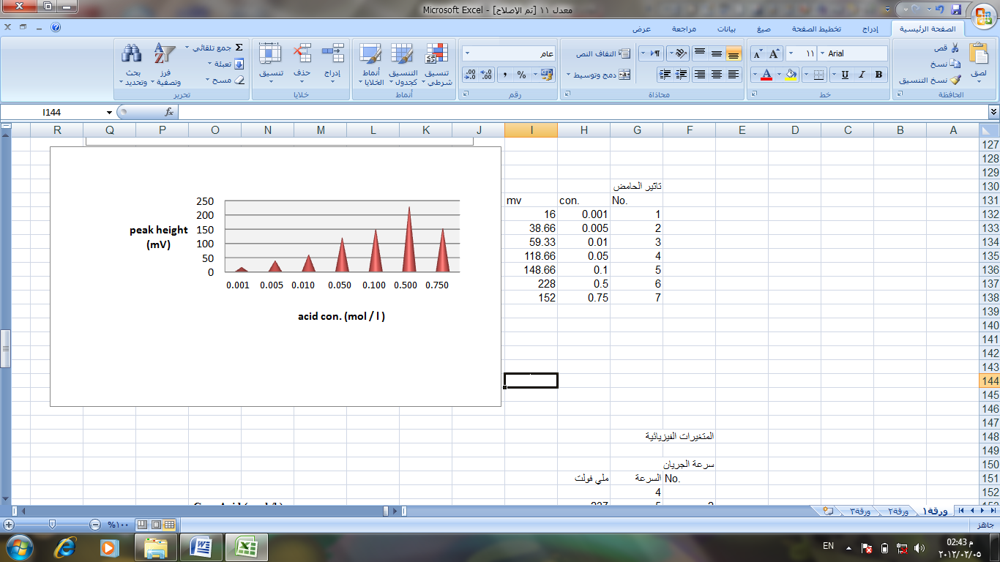 معدل ١١ [تم الاصلاح] - Microsoft Excel
الصفحة الرئيسية إدراج تخطيط الصفحة صيغ بيانات مراجعة عرض
لصق
قص
نسخ
نسخ التنسيق
الحافظة
Arial ١١
خط
التفاف النص
دمج وتوسيط
محاذاة
عام
رقم
تنسيق شرطي
التنسيق كجدول
أنماط الخلايا
أنماط
إدراج
حذف
تنسيق
خلايا
جمع تلقائي
تعبئة
مسح
فرز وتصفية
بحث وتحديد
تحرير
I144
fx
R Q P O N M L K J I H G F E D C B A
127
128
129
130
131
132
133
134
135
136
137
138
139
140
141
142
143
144
145
146
147
148
149
150
151
152
تاثير الحامض
mv con. No.
16 0.001 1
38.66 0.005 2
59.33 0.01 3
118.66 0.05 4
148.66 0.1 5
228 0.5 6
152 0.75 7
250
200
150
100
50
0
peak height
(mV)
0.001 0.005 0.010 0.050 0.100 0.500 0.750
acid con. (mol / l )
المتغيرات الفيزيائية
سرعة الجريان
No. السرعة ملي فولت
4
ورقة١ ورقة٢ ورقة٣
جاهز
%١٠٠
EN
02:43 م
٢٠١٢/٠٢/٠٥